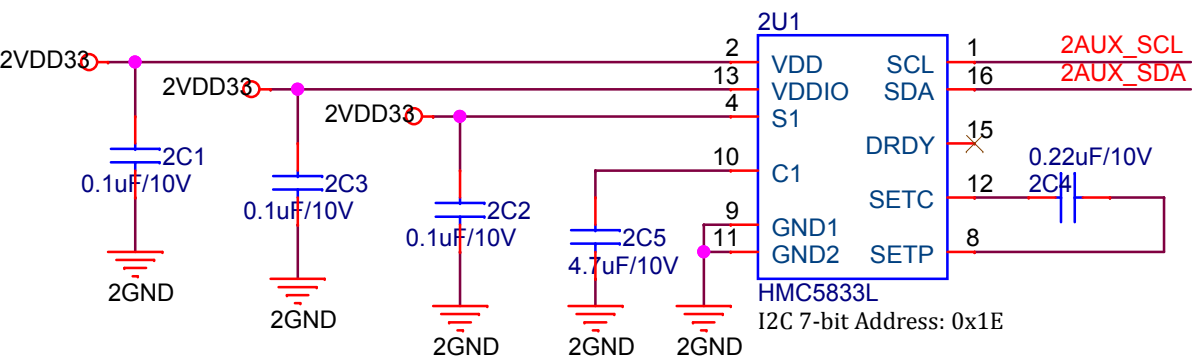 2U1
2VDD33
2
VDD
SCL
1
2AUX_SCL
2VDD33
13
VDDIO
SDA
16
2AUX_SDA
2VDD33
4
S1
DRDY
15
2C1
0.1uF/10V
10
C1
0.22uF/10V
2C3
0.1uF/10V
SETC
12
2C4
2C2
0.1uF/10V
9
GND1
2C5
4.7uF/10V
11
GND2
SETP
8
2GND
HMC5833L
2GND
I2C 7-bit Address: 0x1E
2GND
2GND
2GND